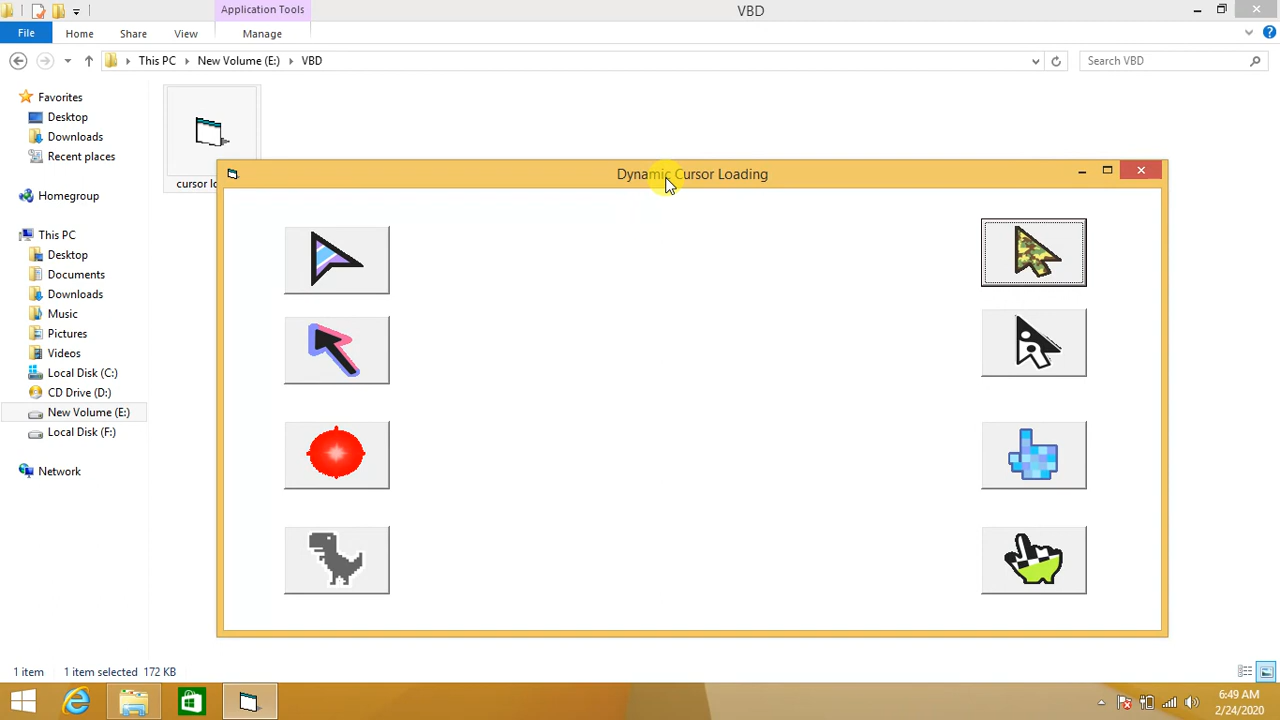 Application Tools
VBD
File
Home
Share
View
Manage
This PC
New Volume (E:)
VBD
Search VBD
Favorites
Desktop
Downloads
Recent places
Homegroup
This PC
Desktop
Documents
Downloads
Music
Pictures
Videos
Local Disk (C:)
CD Drive (D:)
New Volume (E:)
Local Disk (F:)
Network
cursor lo
Dynamic Cursor Loading
1 item
1 item selected 172 KB
6:49 AM
2/24/2020